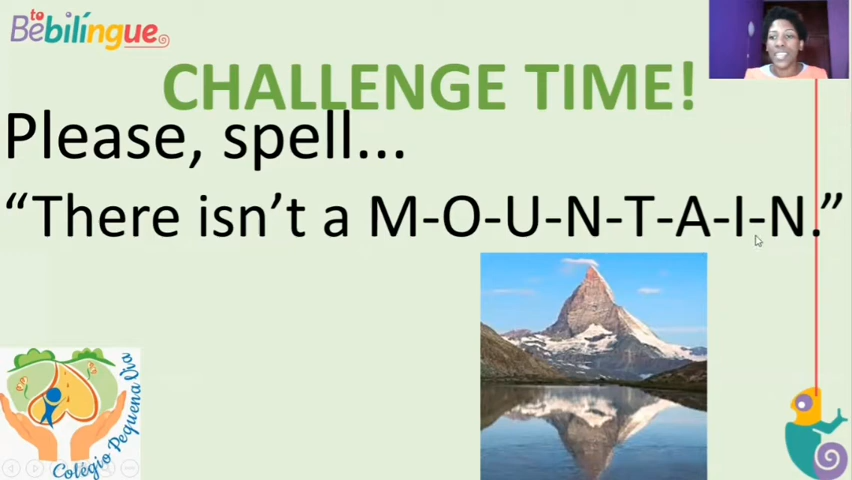 to
Bebilíngue
CHALLENGE TIME!
Please, spell...
“There isn’t a M-O-U-N-T-A-I-N.”
Colégio Pequena Via